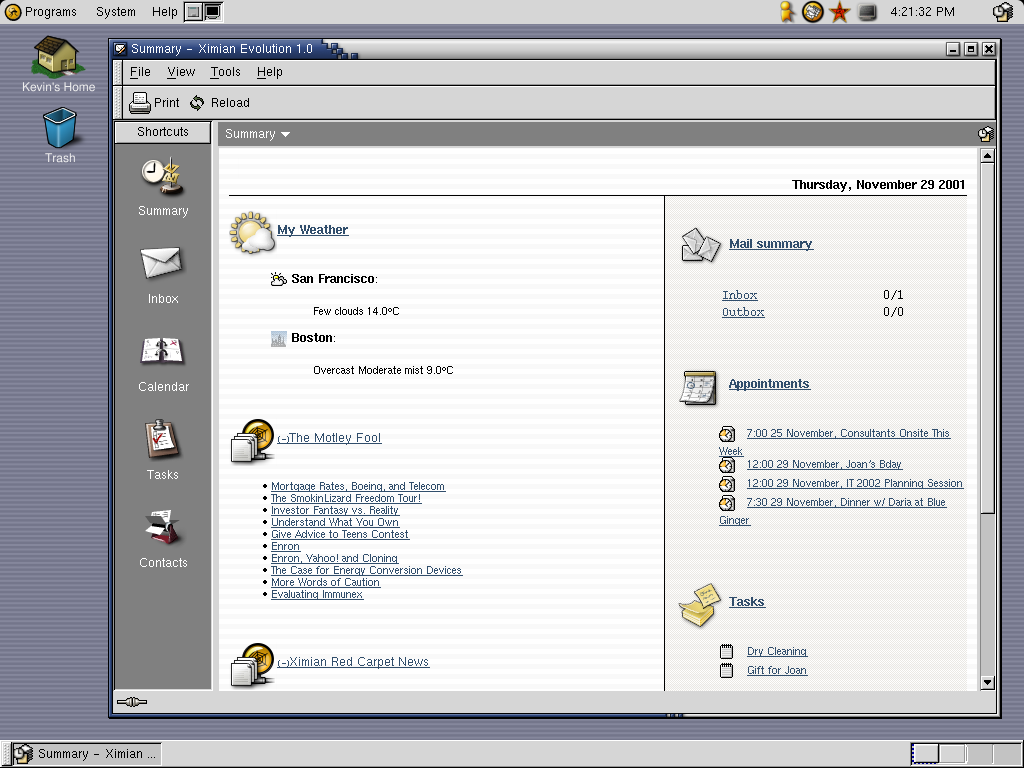 Programs System Help 4:21:32 PM
Kevin's Home
Trash
Summary - Ximian Evolution 1.0
File View Tools Help
Print Reload
Shortcuts
Summary
Inbox
Calendar
Tasks
Contacts
Summary
Thursday, November 29 2001
My Weather
San Francisco:
Few clouds 14.0ºC
Boston:
Overcast Moderate mist 9.0ºC
(-)The Motley Fool
Mortgage Rates, Boeing, and Telecom
The SmokinLizard Freedom Tour!
Investor Fantasy vs. Reality
Understand What You Own
Give Advice to Teens Contest
Enron
Enron, Yahoo! and Cloning
The Case for Energy Conversion Devices
More Words of Caution
Evaluating Immunex
(-)Ximian Red Carpet News
Mail summary
Inbox 0/1
Outbox 0/0
Appointments
7:00 25 November, Consultants Onsite This
Week
12:00 29 November, Joan's Bday
12:00 29 November, IT 2002 Planning Session
7:30 29 November, Dinner w/ Daria at Blue
Ginger
Tasks
Dry Cleaning
Gift for Joan
Summary - Ximian ...